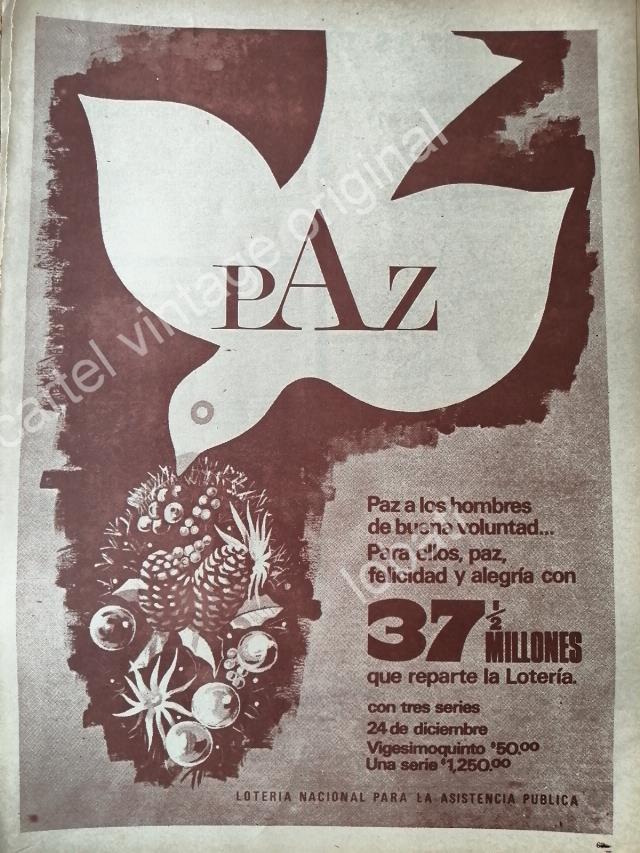 PAZ
Paz a los hombres
de buena voluntad...
Para ellos, paz,
felicidad y alegría con
37 1/2 MILLONES
que reparte la Lotería.
con tres series
24 de diciembre
Vigesimoquinto $50.00
Una serie $1,250.00
LOTERIA NACIONAL PARA LA ASISTENCIA PUBLICA
cartel vintage original